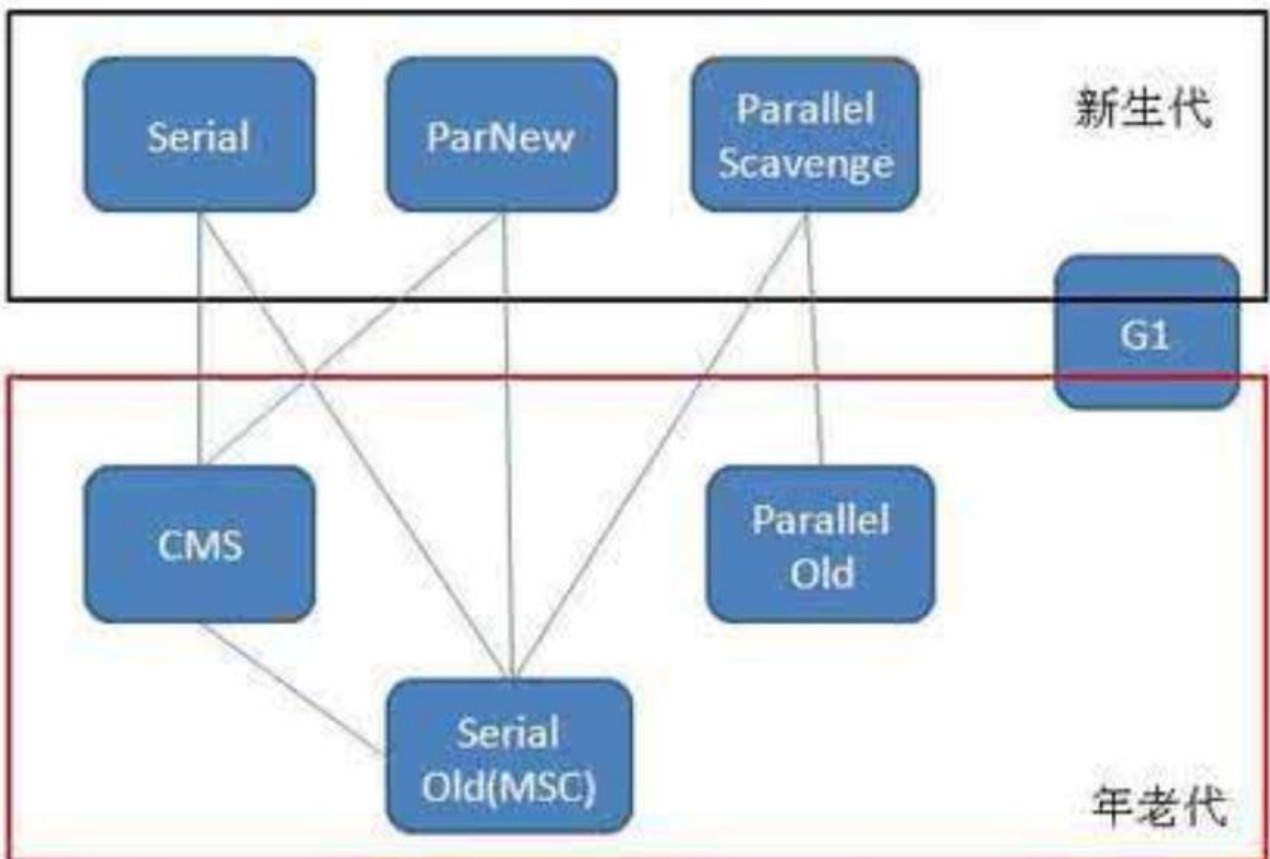 Serial
ParNew
Parallel
Scavenge
新生代
G1
CMS
Parallel
Old
Serial
Old(MSC)
年老代